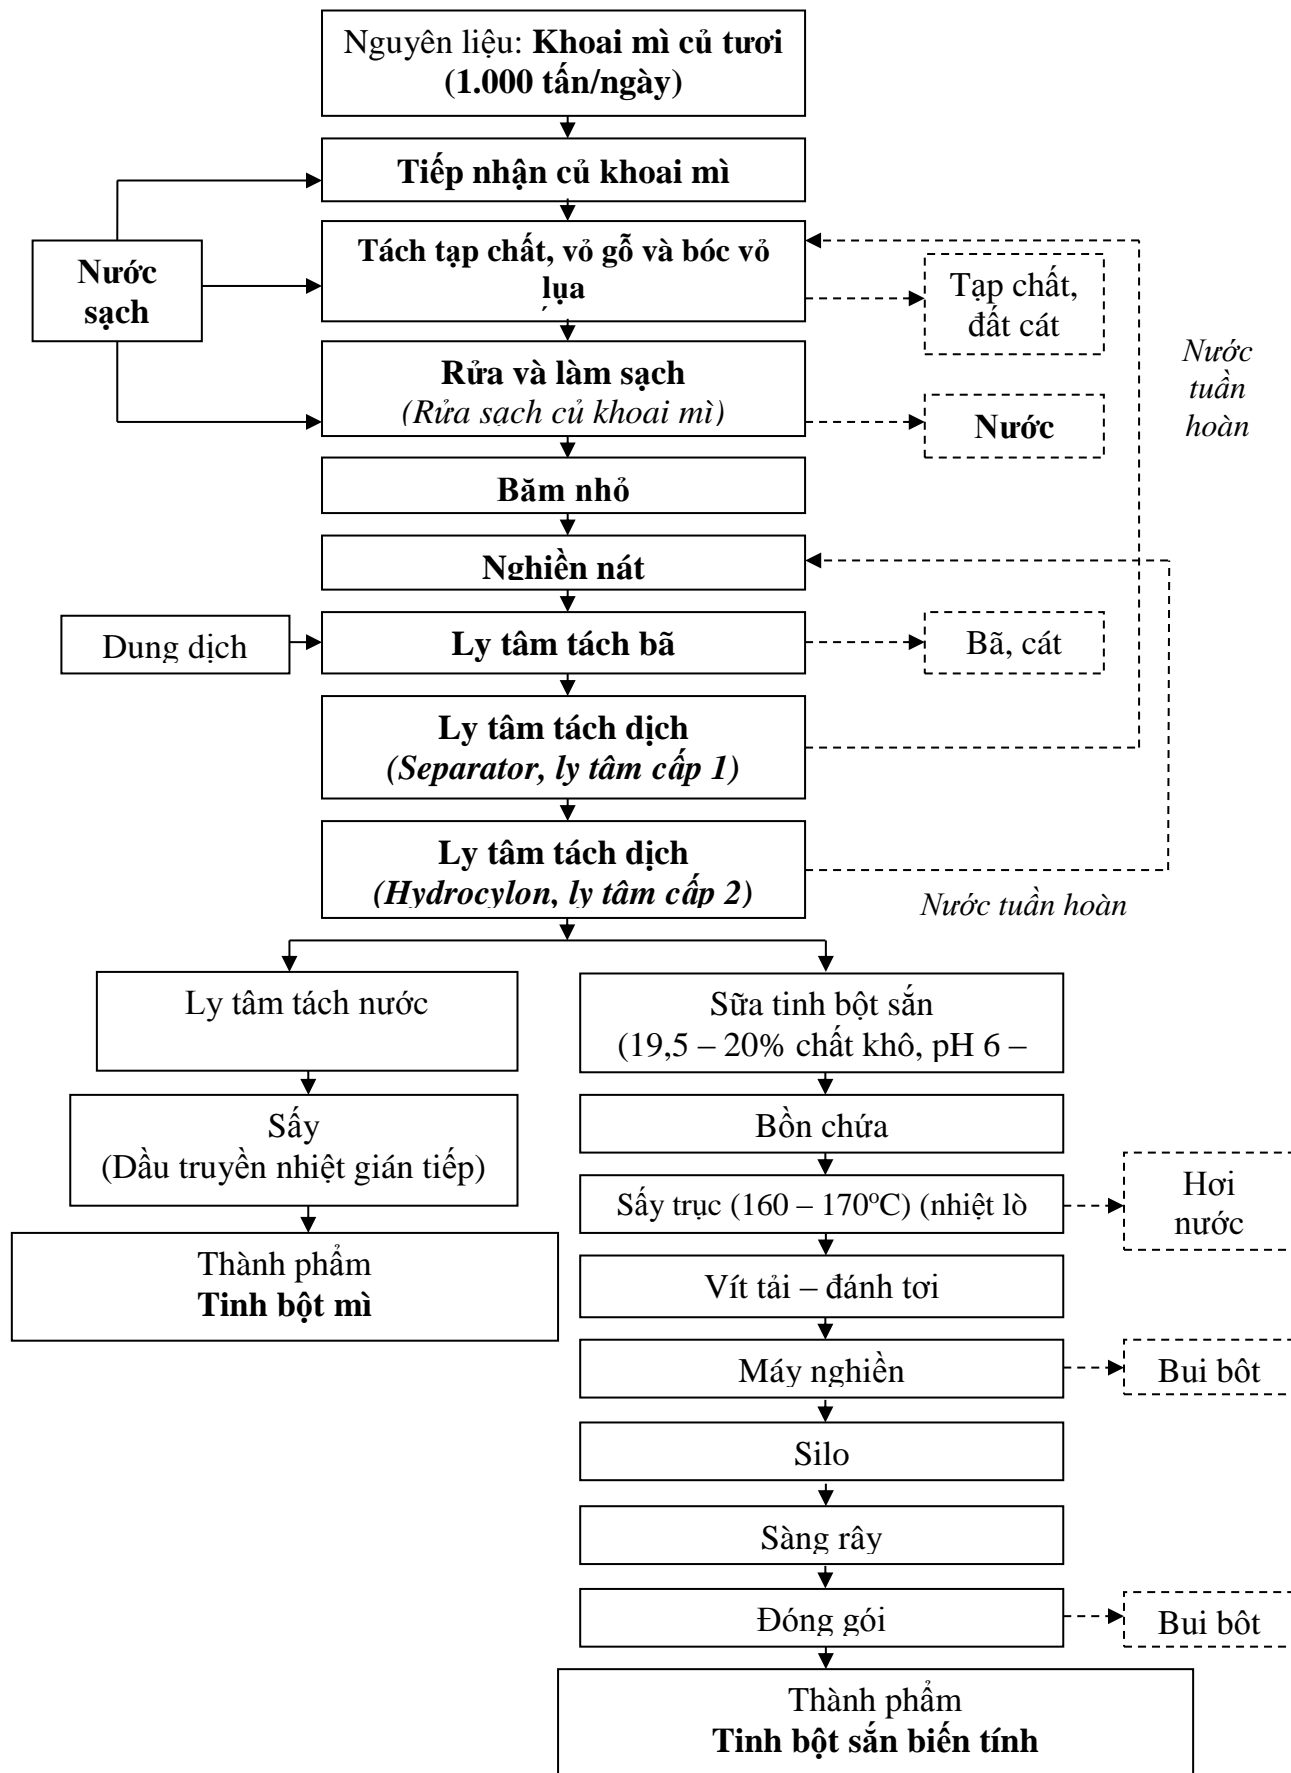 Nguyên liệu: Khoai mì củ tươi
(1.000 tấn/ngày)
Tiếp nhận củ khoai mì
Nước
sạch
Tách tạp chất, vỏ gỗ và bóc vỏ
lụa
Tạp chất,
đất cát
Nước
tuần
hoàn
Rửa và làm sạch
(Rửa sạch củ khoai mì)
Nước
Băm nhỏ
Nghiền nát
Dung dịch
Ly tâm tách bã
Bã, cát
Ly tâm tách dịch
(Separator, ly tâm cấp 1)
Ly tâm tách dịch
(Hydrocylon, ly tâm cấp 2)
Nước tuần hoàn
Ly tâm tách nước
Sữa tinh bột sắn
(19,5 – 20% chất khô, pH 6 –
Sấy
(Dầu truyền nhiệt gián tiếp)
Bồn chứa
Sấy trục (160 – 170ºC) (nhiệt lò
Hơi
nước
Thành phẩm
Tinh bột mì
Vít tải – đánh tơi
Máy nghiền
Bui bôt
Silo
Sàng rây
Đóng gói
Bui bôt
Thành phẩm
Tinh bột sắn biến tính